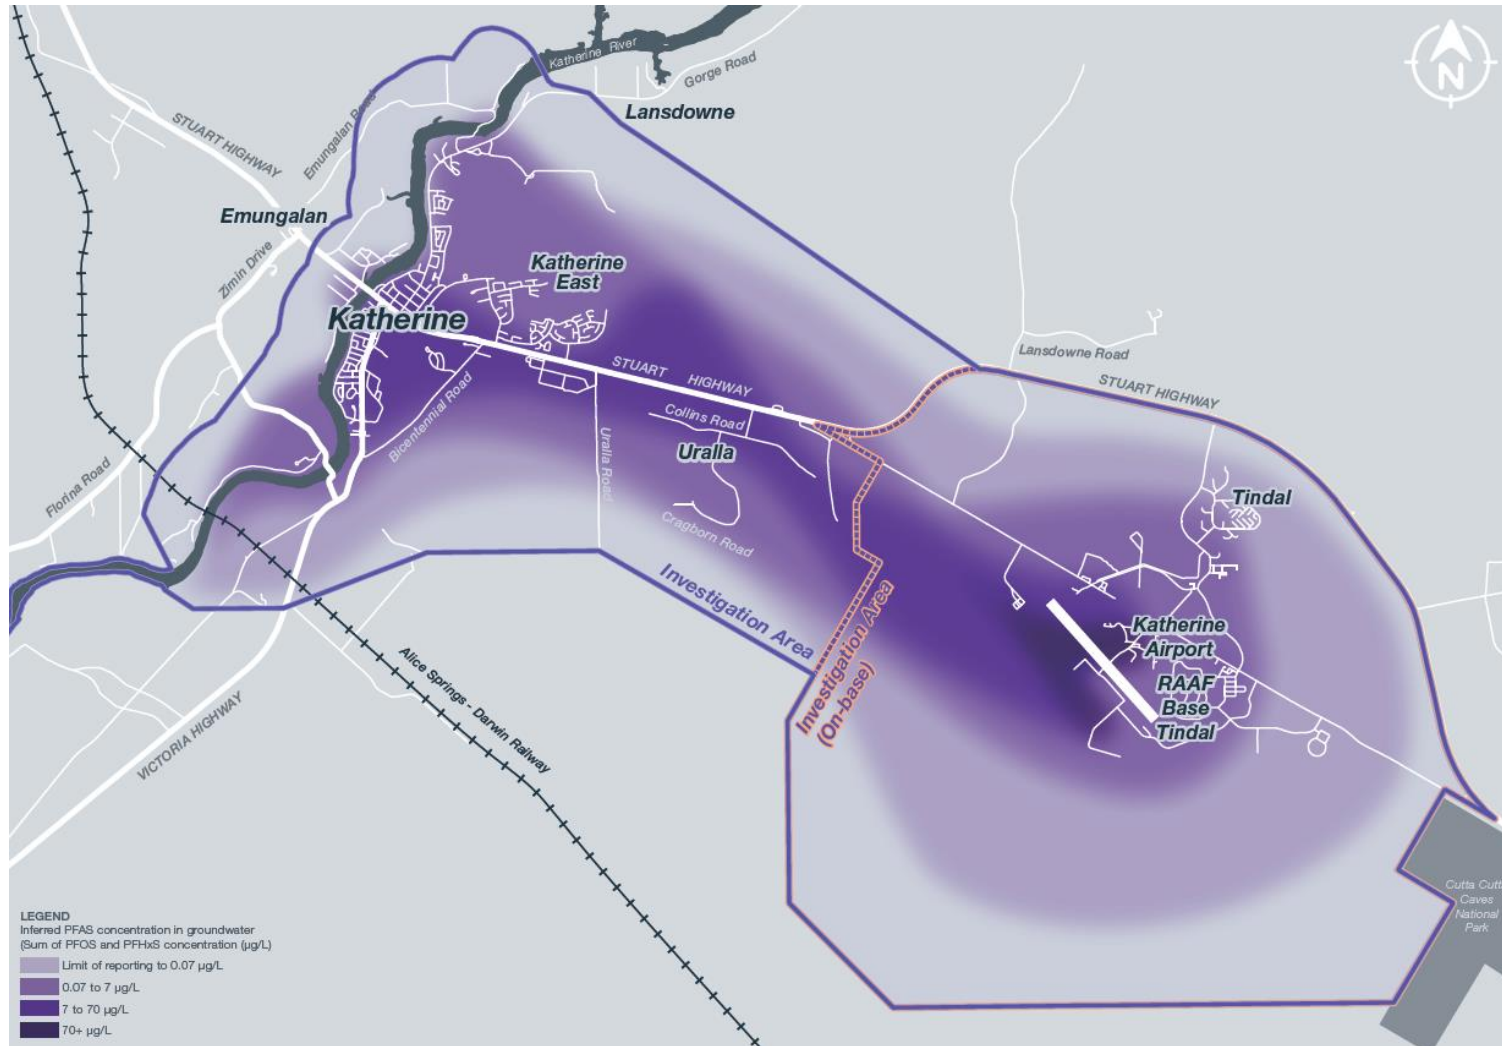 Katherine River
Gorge Road
N
Lansdowne
STUART HIGHWAY
Emungalan Road
Emungalan
Zimin Drive
Katherine
East
Katherine
STUART HIGHWAY
Lansdowne Road
STUART HIGHWAY
Bicentennial Road
Collins Road
Uralla
Uralla Road
Cragborn Road
Florina Road
Tindal
Investigation Area
Investigation Area
(On-base)
Katherine
Airport
RAAF
Base
Tindal
Alice Springs - Darwin Railway
VICTORIA HIGHWAY
Cutta Cutta
Caves
National
Park
LEGEND
Inferred PFAS concentration in groundwater
(Sum of PFOS and PFHxS concentration (µg/L)
Limit of reporting to 0.07 µg/L
0.07 to 7 µg/L
7 to 70 µg/L
70+ µg/L